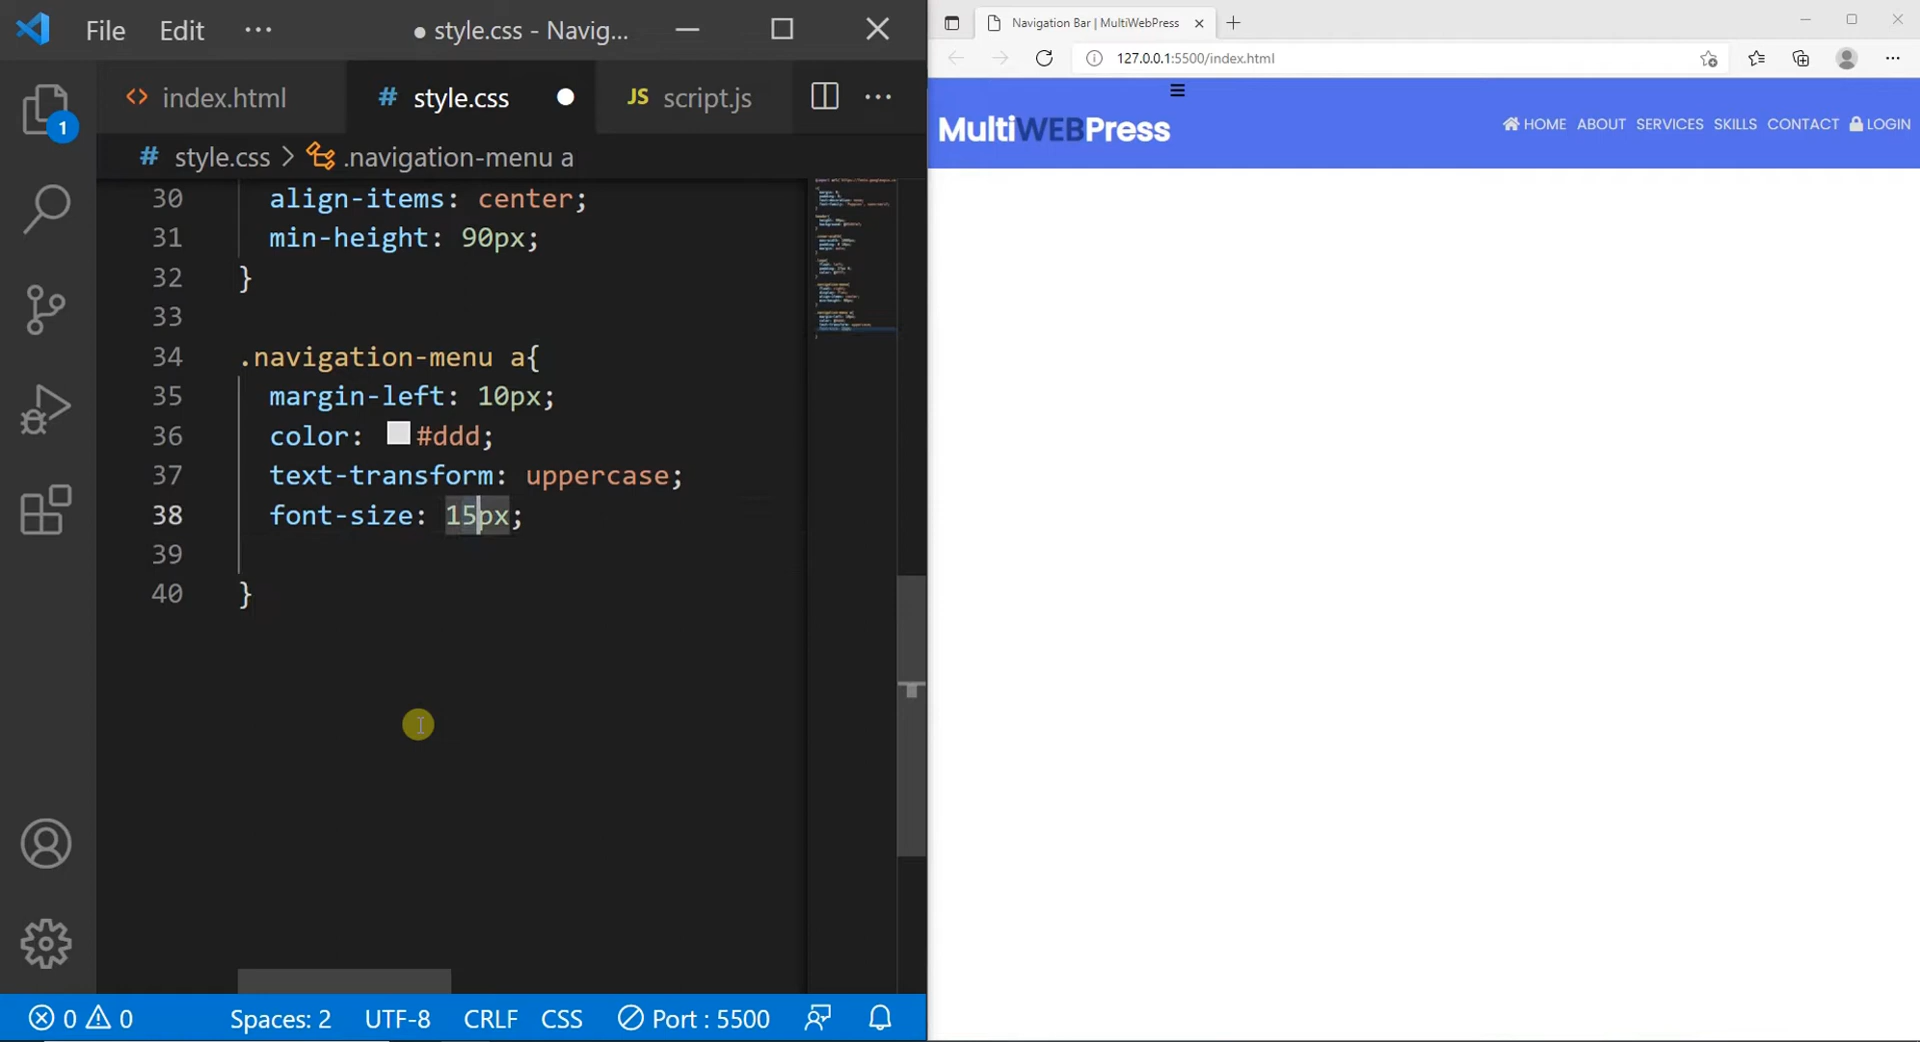 File Edit ··· ● style.css - Navig...
<> index.html # style.css ● JS script.js ···
# style.css > .navigation-menu a
30 align-items: center;
31 min-height: 90px;
32 }
33
34 .navigation-menu a{
35 margin-left: 10px;
36 color: #ddd;
37 text-transform: uppercase;
38 font-size: 15px;
39
40 }
1
0 0 Spaces: 2 UTF-8 CRLF CSS Port : 5500
Navigation Bar | MultiWebPress
127.0.0.1:5500/index.html
MultiWEBPress HOME ABOUT SERVICES SKILLS CONTACT LOGIN